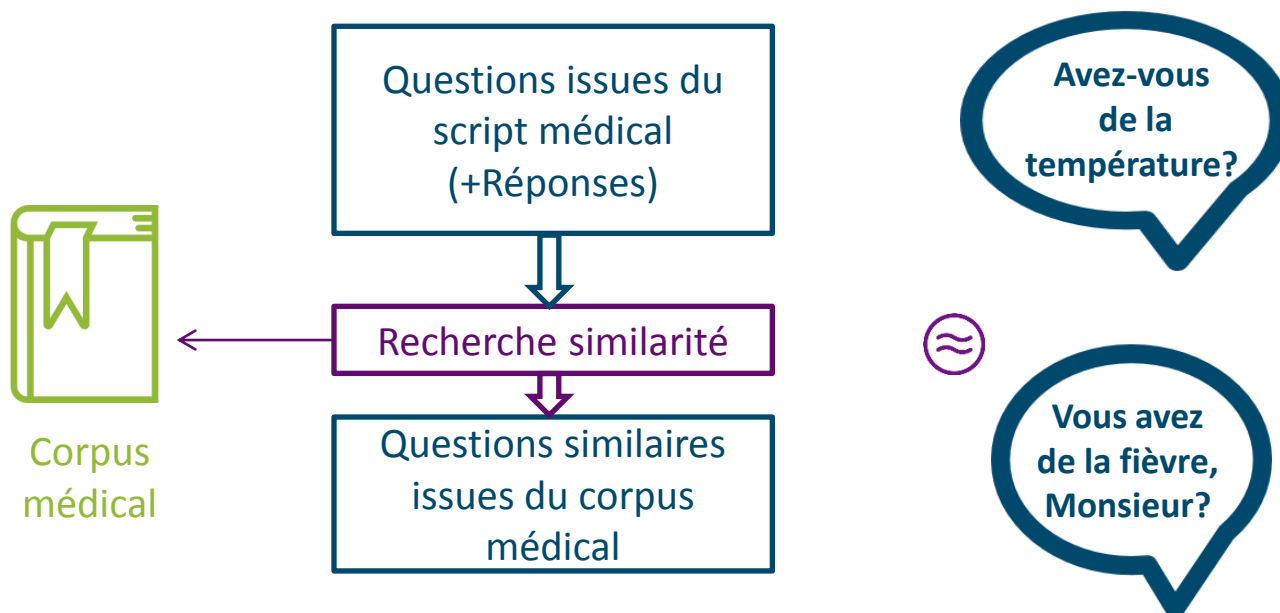 Questions issues du
script médical
(+Réponses)
Avez-vous
de la
température?
Recherche similarité
Corpus
médical
Questions similaires
issues du corpus
médical
Vous avez
de la fièvre,
Monsieur?